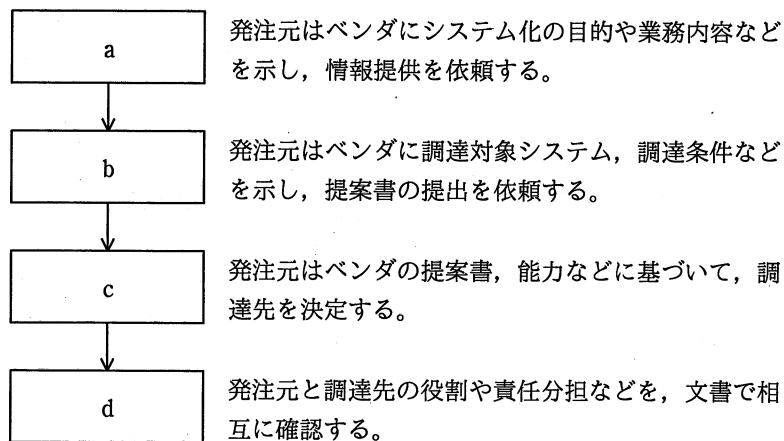 a
発注元はベンダにシステム化の目的や業務内容など
を示し，情報提供を依頼する。
b
発注元はベンダに調達対象システム，調達条件など
を示し，提案書の提出を依頼する。
c
発注元はベンダの提案書，能力などに基づいて，調
達先を決定する。
d
発注元と調達先の役割や責任分担などを，文書で相
互に確認する。